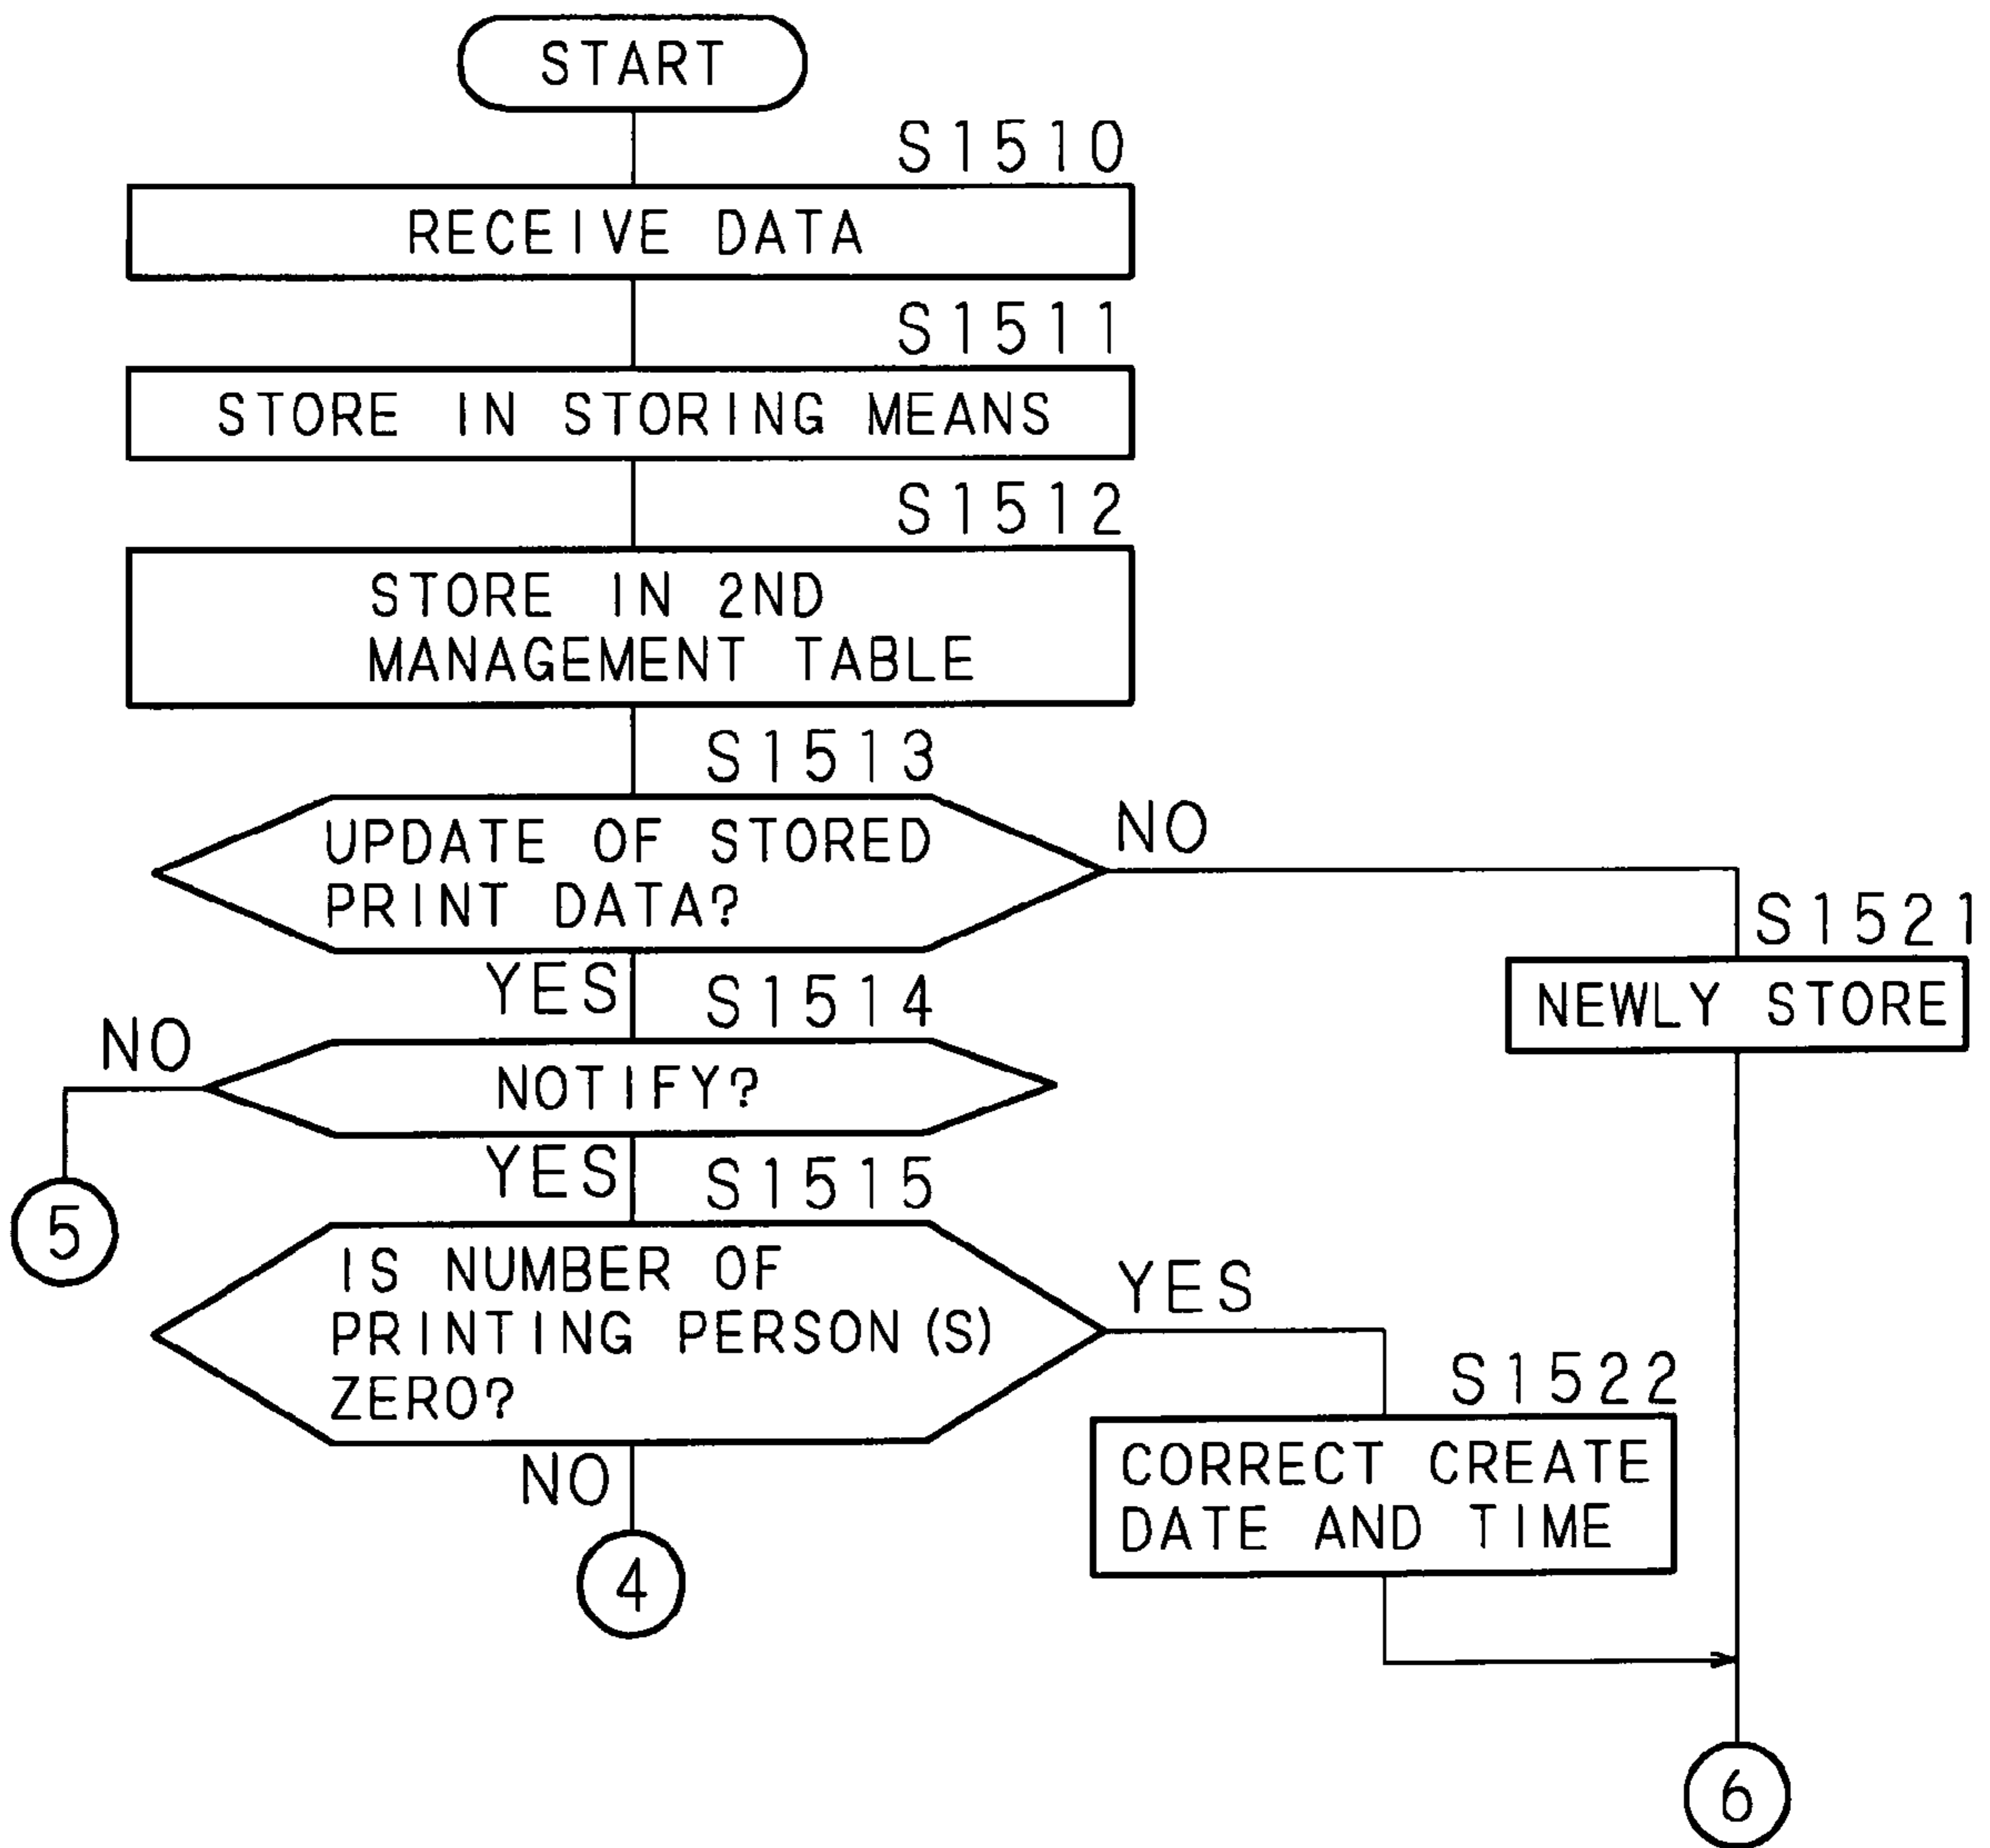 START
S1510
RECEIVE DATA
S1511
STORE IN STORING MEANS
S1512
STORE IN 2ND
MANAGEMENT TABLE
S1513
UPDATE OF STORED
PRINT DATA?
NO
S1521
NEWLY STORE
YES
S1514
NO
NOTIFY?
YES
S1515
5
IS NUMBER OF
PRINTING PERSON(S)
ZERO?
YES
S1522
CORRECT CREATE
DATE AND TIME
NO
4
6